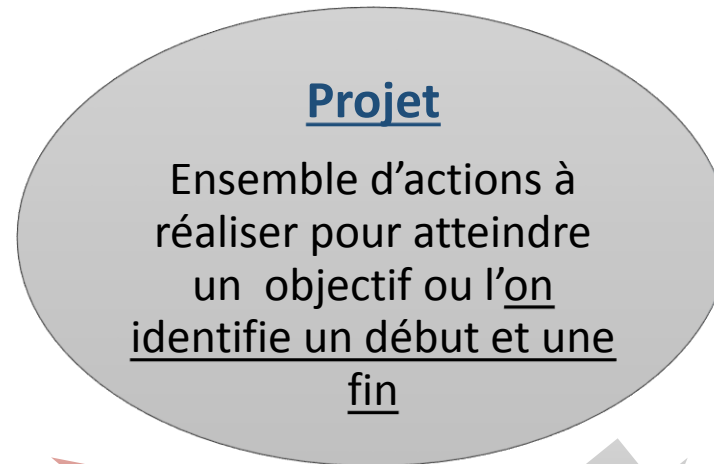 Projet
Ensemble d’actions à
réaliser pour atteindre
un  objectif ou l’on
identifie un début et une
fin